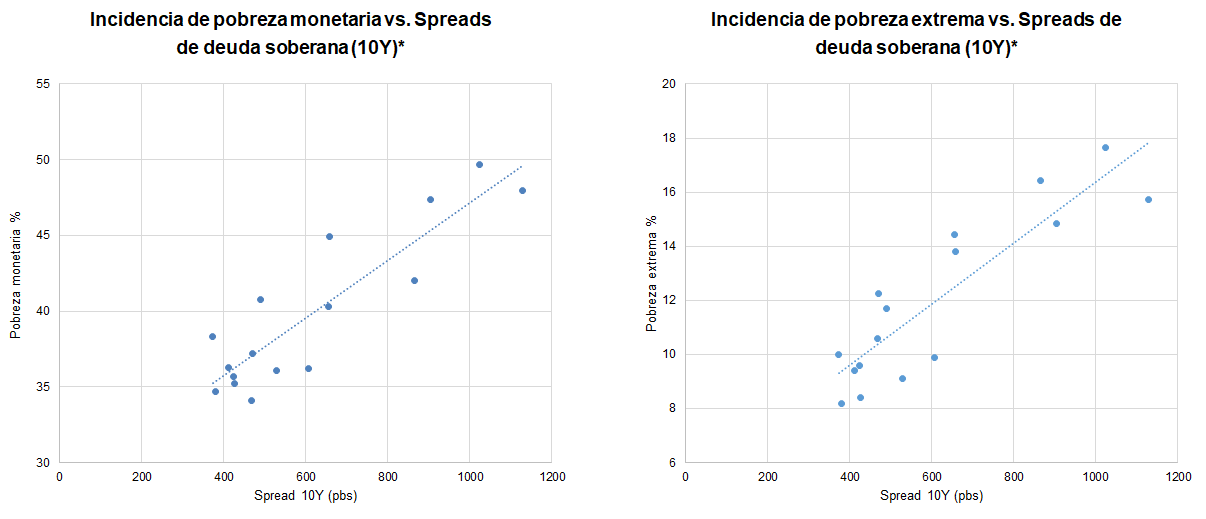 Incidencia de pobreza monetaria vs. Spreads
de deuda soberana (10Y)*
55
50
45
40
35
30
Pobreza monetaria %
0 200 400 600 800 1000 1200
Spread 10Y (pbs)
Incidencia de pobreza extrema vs. Spreads de
deuda soberana (10Y)*
20
18
16
14
12
10
8
6
Pobreza extrema %
0 200 400 600 800 1000 1200
Spread 10Y (pbs)